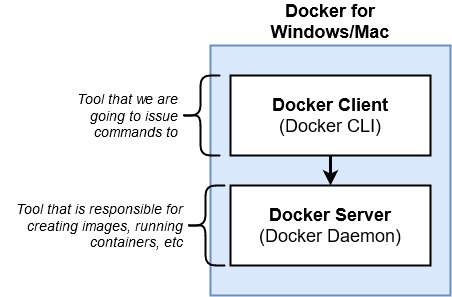 Docker for
Windows/Mac
Tool that we are
going to issue
commands to
Docker Client
(Docker CLI)
Tool that is responsible for
creating images, running
containers, etc
Docker Server
(Docker Daemon)